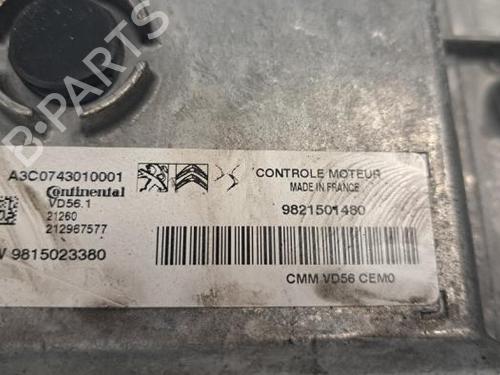 B-PARTS
A3C0743010001
Continental
VD56.1
21260
212967577
9815023380
CONTROLE MOTEUR
MADE IN FRANCE
9821501480
CMM VD56 CEM0